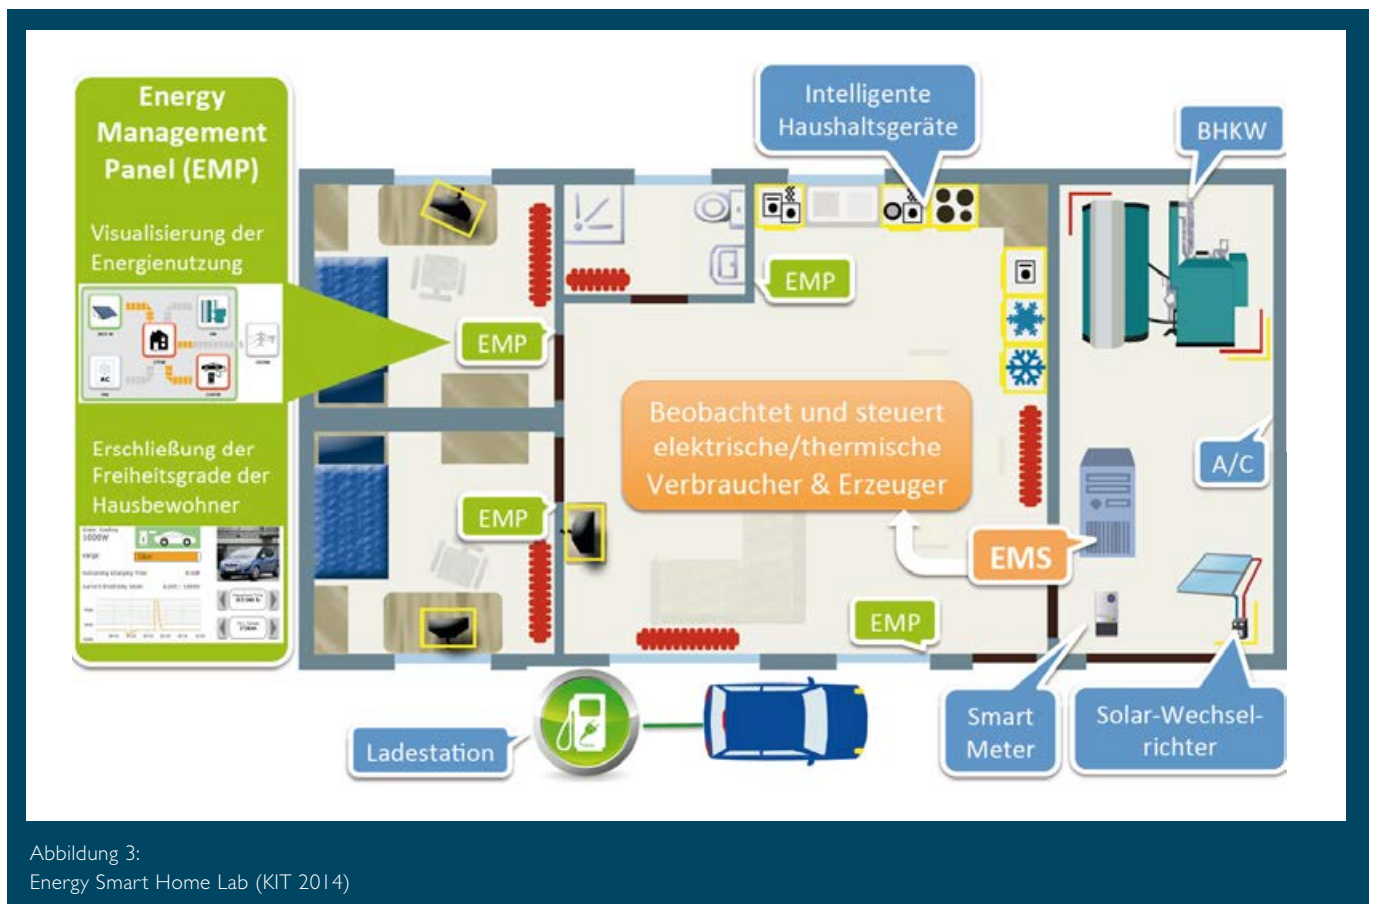 Energy
Management
Panel (EMP)
Visualisierung der
Energienutzung
AC
Erschließung der
Freiheitsgrade der
Hausbewohner
1000W
EMP
EMP
EMP
EMP
Intelligente
Haushaltsgeräte
BHKW
Beobachtet und steuert
elektrische/thermische
Verbraucher & Erzeuger
A/C
EMS
Ladestation
Smart
Meter
Solar-Wechsel-
richter
Abbildung 3:
Energy Smart Home Lab (KIT 2014)